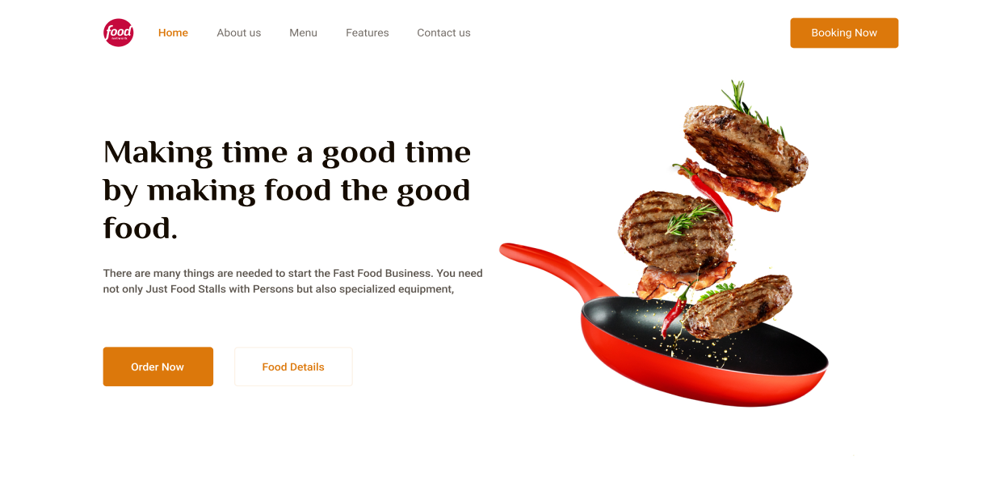 food
network
Home About us Menu Features Contact us Booking Now
Making time a good time
by making food the good
food.
There are many things are needed to start the Fast Food Business. You need
not only Just Food Stalls with Persons but also specialized equipment,
Order Now Food Details